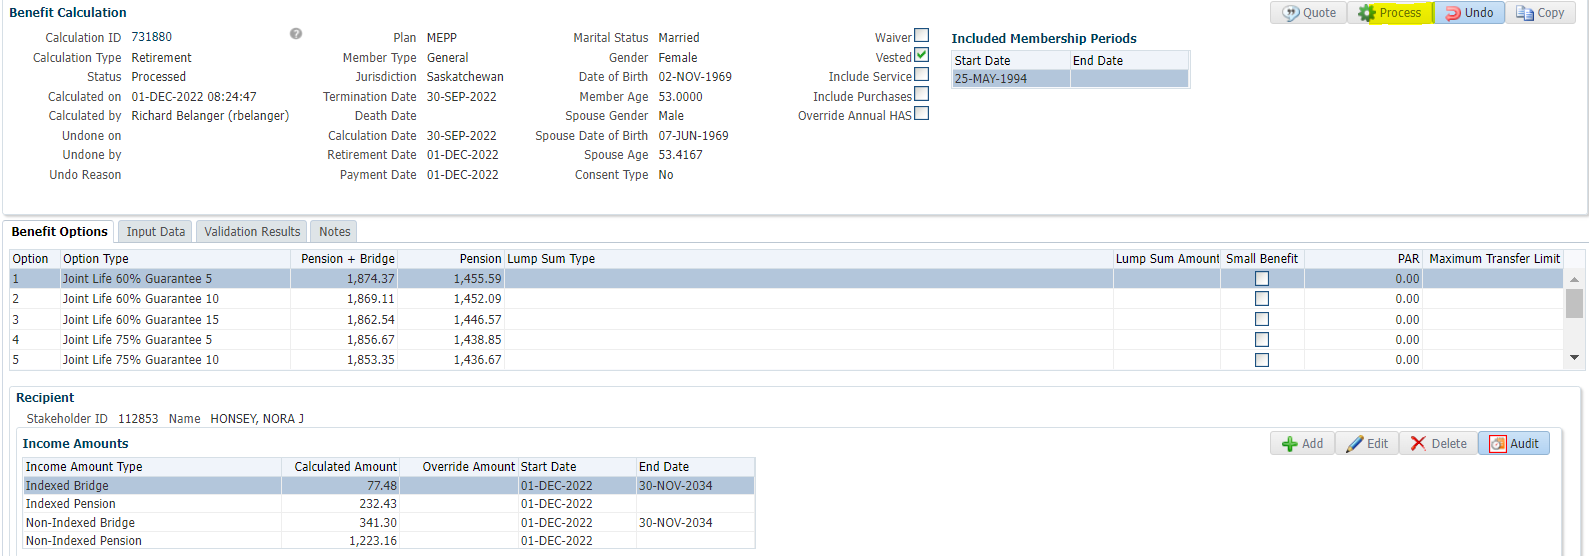 Benefit Calculation
Quote Process Undo Copy
Calculation ID 731880 Plan MEPP Marital Status Married Waiver Included Membership Periods
Calculation Type Retirement Member Type General Gender Female Vested Start Date End Date
Status Processed Jurisdiction Saskatchewan Date of Birth 02-NOV-1969 Include Service 25-MAY-1994
Calculated on 01-DEC-2022 08:24:47 Termination Date 30-SEP-2022 Member Age 53.0000 Include Purchases
Calculated by Richard Belanger (rbelanger) Death Date Spouse Gender Male Override Annual HAS
Undone on Calculation Date 30-SEP-2022 Spouse Date of Birth 07-JUN-1969
Undone by Retirement Date 01-DEC-2022 Spouse Age 53.4167
Undo Reason Payment Date 01-DEC-2022 Consent Type No
Benefit Options Input Data Validation Results Notes
Option Option Type Pension + Bridge Pension Lump Sum Type Lump Sum Amount Small Benefit PAR Maximum Transfer Limit
1 Joint Life 60% Guarantee 5 1,874.37 1,455.59 0.00
2 Joint Life 60% Guarantee 10 1,869.11 1,452.09 0.00
3 Joint Life 60% Guarantee 15 1,862.54 1,446.57 0.00
4 Joint Life 75% Guarantee 5 1,856.67 1,438.85 0.00
5 Joint Life 75% Guarantee 10 1,853.35 1,436.67 0.00
Recipient
Stakeholder ID 112853 Name HONSEY, NORA J
Income Amounts Add Edit Delete Audit
Income Amount Type Calculated Amount Override Amount Start Date End Date
Indexed Bridge 77.48 01-DEC-2022 30-NOV-2034
Indexed Pension 232.43 01-DEC-2022
Non-Indexed Bridge 341.30 01-DEC-2022 30-NOV-2034
Non-Indexed Pension 1,223.16 01-DEC-2022